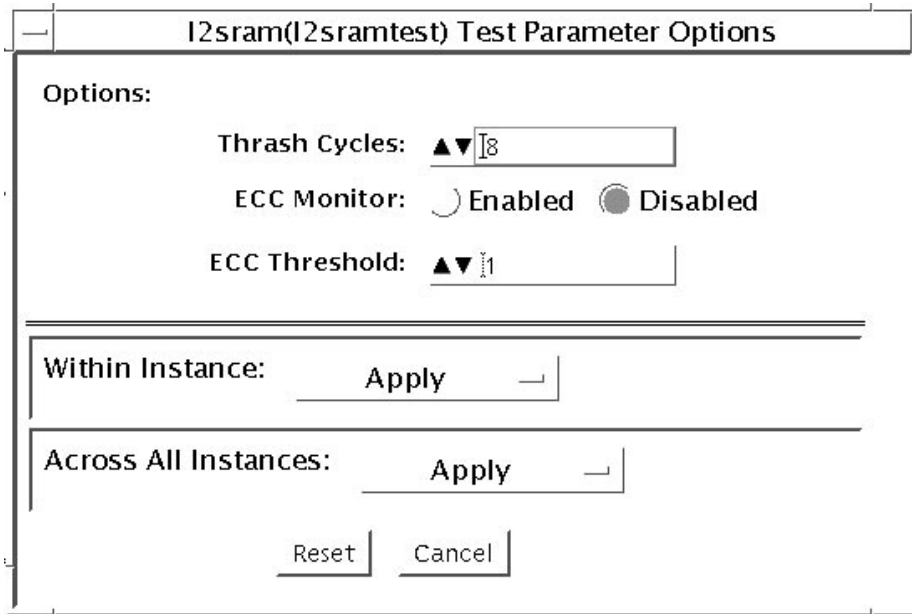 l2sram(l2sramtest) Test Parameter Options
Options:
Thrash Cycles: ▲▼ 8
ECC Monitor: Enabled Disabled
ECC Threshold: ▲▼ 1
Within Instance: Apply
Across All Instances: Apply
Reset Cancel